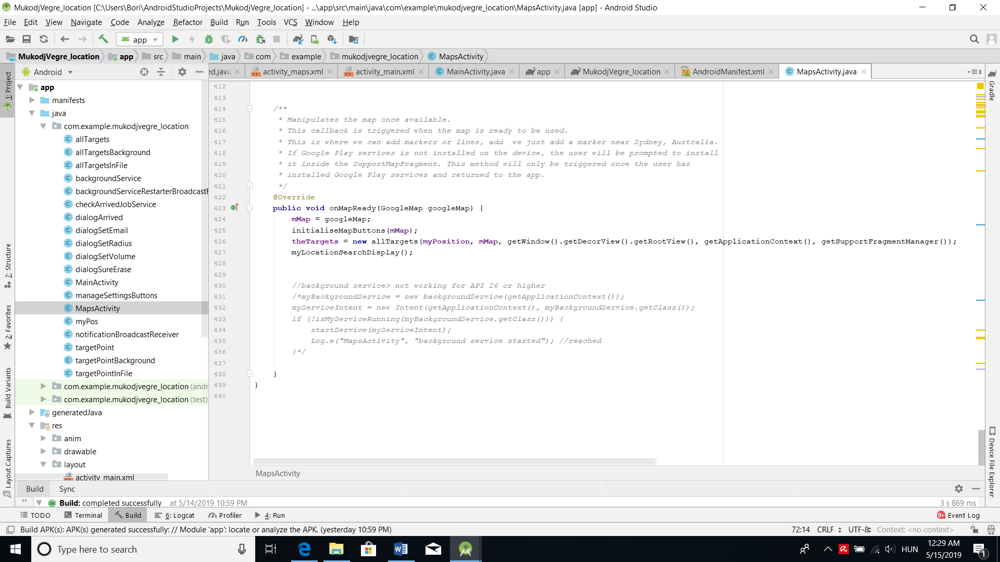 MukodjVegre_location [C:\Users\Bori\AndroidStudioProjects\MukodjVegre_location] - ...\app\src\main\java\com\example\mukodjvegre_location\MapsActivity.java [app] - Android Studio
File Edit View Navigate Code Analyze Refactor Build Run Tools VCS Window Help
app
MukodjVegre_location app src main java com example mukodjvegre_location MapsActivity
Android
ed.java activity_maps.xml activity_main.xml MainActivity.java app MukodjVegre_location AndroidManifest.xml MapsActivity.java 3
1: Project
7: Structure
2: Favorites
Build Variants
Layout Captures
app
manifests
java
com.example.mukodjvegre_location
allTargets
allTargetsBackground
allTargetsInFile
backgroundService
backgroundServiceRestarterBroadcastR
checkArrivedJobService
dialogArrived
dialogSetEmail
dialogSetRadius
dialogSetVolume
dialogSureErase
MainActivity
manageSettingsButtons
MapsActivity
myPos
notificationBroadcastReceiver
targetPoint
targetPointBackground
targetPointInFile
com.example.mukodjvegre_location (andr
com.example.mukodjvegre_location (test)
generatedJava
res
anim
drawable
layout
activity_main.xml
412
413
414 /**
415 * Manipulates the map once available.
416 * This callback is triggered when the map is ready to be used.
417 * This is where we can add markers or lines, add  we just add a marker near Sydney, Australia.
418 * If Google Play services is not installed on the device, the user will be prompted to install
419 * it inside the SupportMapFragment. This method will only be triggered once the user has
420 * installed Google Play services and returned to the app.
421 */
422 @Override
423 public void onMapReady(GoogleMap googleMap) {
424 mMap = googleMap;
425 initialiseMapButtons(mMap);
426 theTargets = new allTargets(myPosition, mMap, getWindow().getDecorView().getRootView(), getApplicationContext(), getSupportFragmentManager());
427 myLocationSearchDisplay();
428
429
430 //background service> not working for API 26 or higher
431 /*myBackgroundService = new backgroundService(getApplicationContext());
432 myServiceIntent = new Intent(getApplicationContext(), myBackgroundService.getClass());
433 if (!isMyServiceRunning(myBackgroundService.getClass())) {
434 startService(myServiceIntent);
435 Log.e("MapsActivity", "background service started"); //reached
436 }*/
437
438 }
439 }
440
MapsActivity
Gradle
Device File Explorer
Build Sync
Build: completed successfully at 5/14/2019 10:59 PM 3 s 869 ms
TODO Terminal Build 6: Logcat Profiler 4: Run 9+ Event Log
Build APK(s): APK(s) generated successfully: // Module 'app': locate or analyze the APK. (yesterday 10:59 PM) 72:14 CRLF UTF-8 Context: <no context>
Type here to search
HUN
12:29 AM
5/15/2019
1